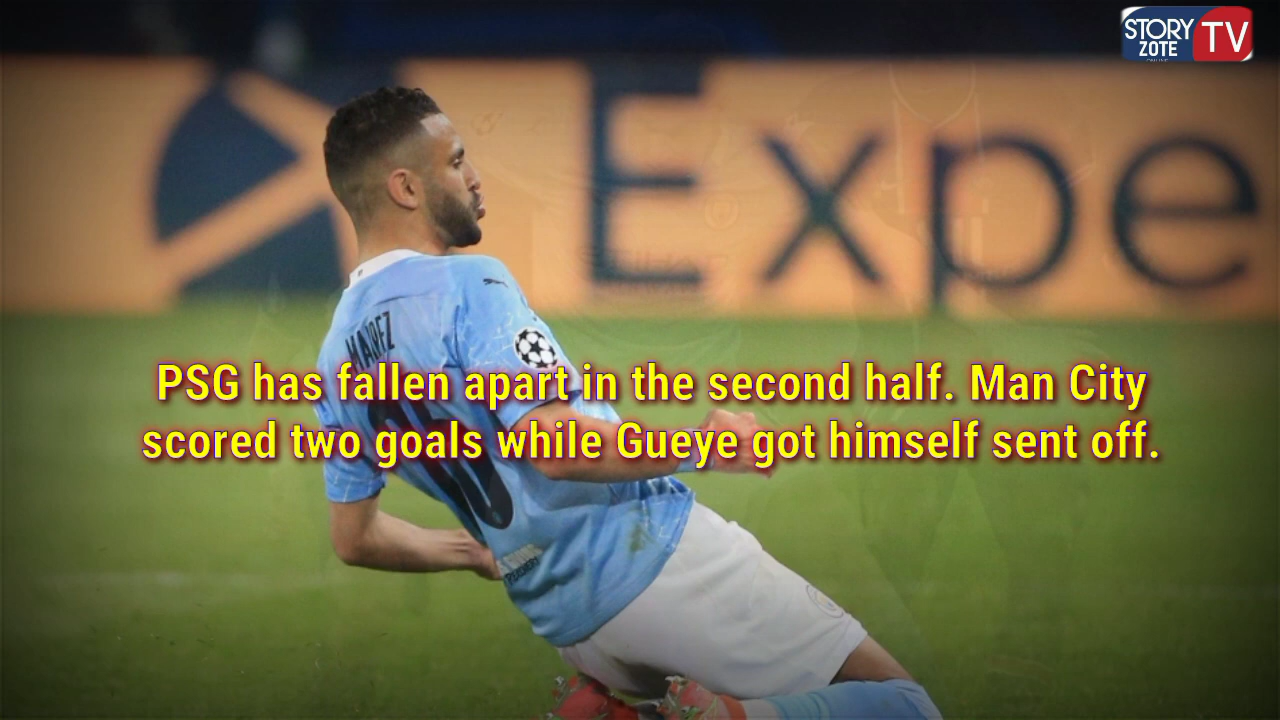 STORY
ZOTE
TV
Expe
MAHREZ
PSG has fallen apart in the second half. Man City
scored two goals while Gueye got himself sent off.